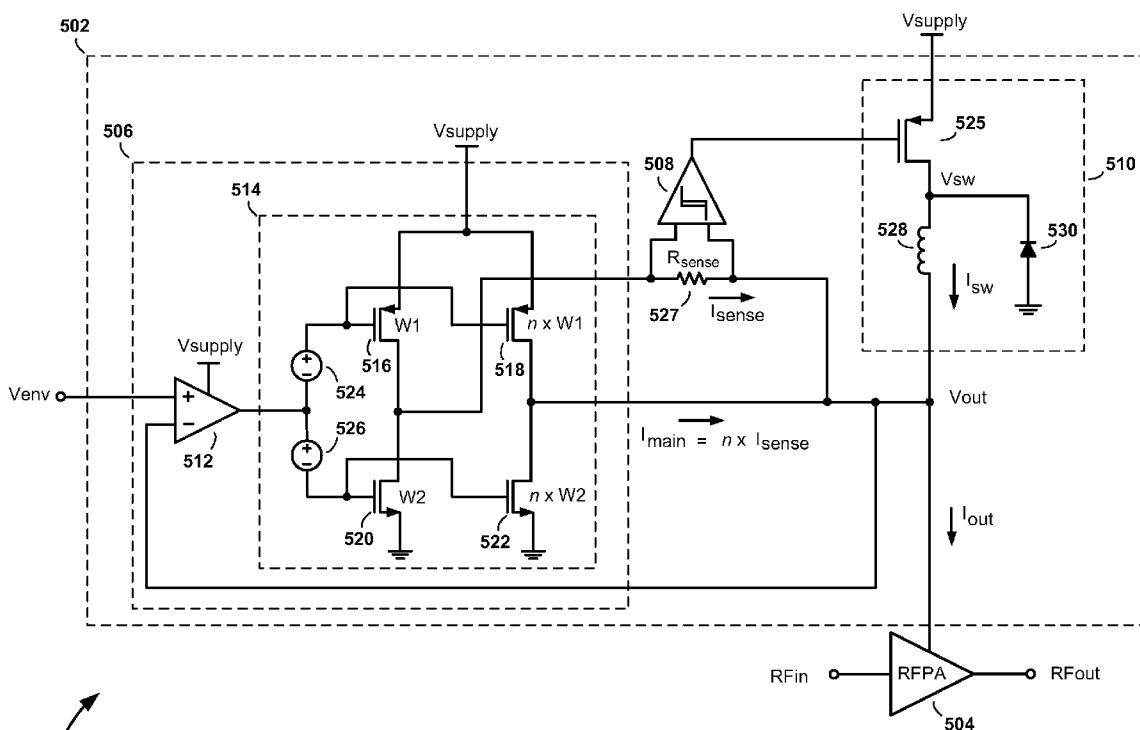 502
Vsupply
525
510
506
Vsupply
508
Vsw
514
528
530
Rsense
527
Isense
Isw
W1
n x W1
516
518
Vsupply
524
Venv
+
−
512
+
−
526
+
−
Vout
Imain = n x Isense
W2
n x W2
520
522
Iout
RFin
RFPA
RFout
504